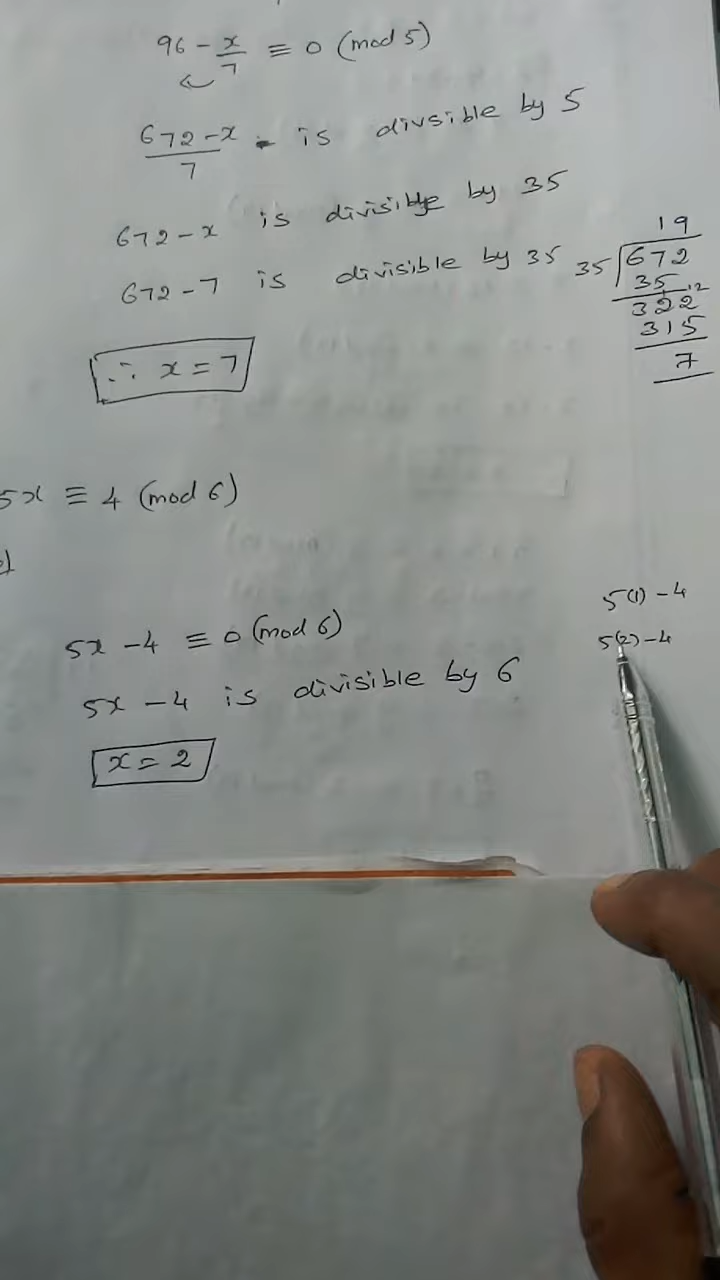 96 - x/7 ≡ 0 (mod 5)
672-x/7 is divsible by 5
672-x is divisible by 35
672-7 is divisible by 35
∴ x = 7
19
35 672
35
322
12
315
7
5x ≡ 4 (mod 6)
5x - 4 ≡ 0 (mod 6)
5x - 4 is divisible by 6
x = 2
5(1) - 4
5(2) - 4